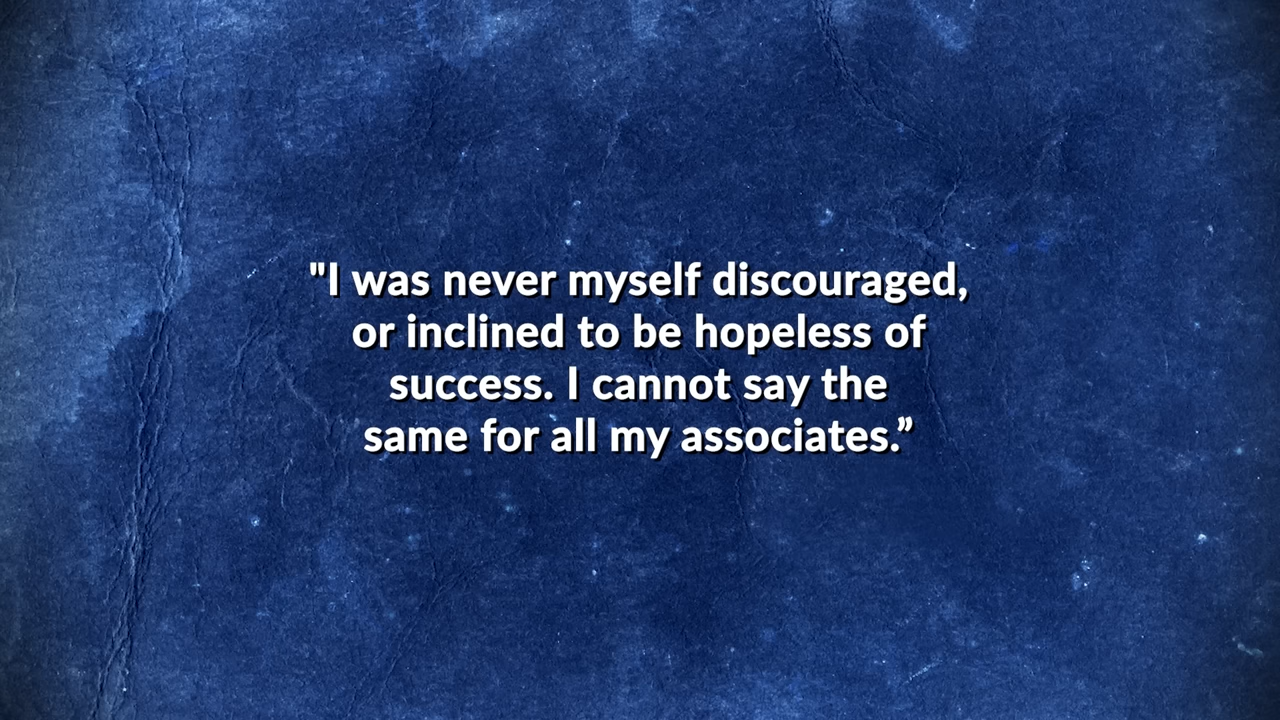 "I was never myself discouraged,
or inclined to be hopeless of
success. I cannot say the
same for all my associates.”